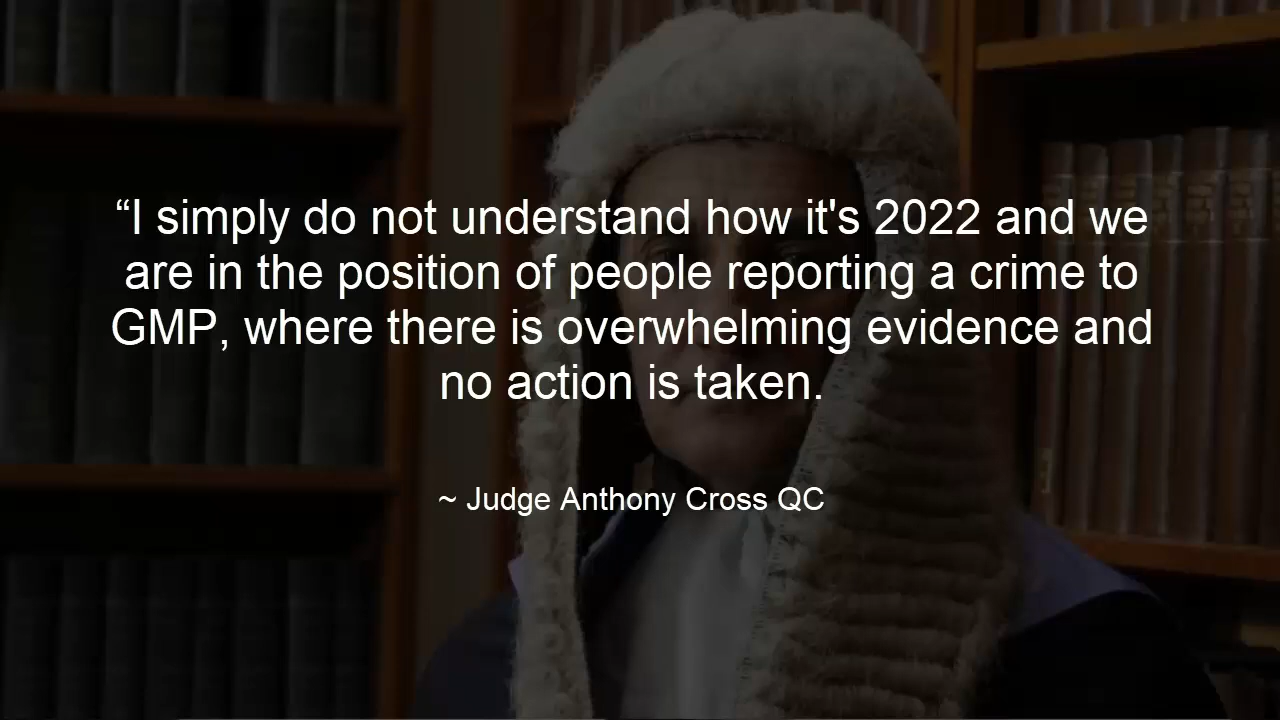 “I simply do not understand how it's 2022 and we
are in the position of people reporting a crime to
GMP, where there is overwhelming evidence and
no action is taken.
~ Judge Anthony Cross QC